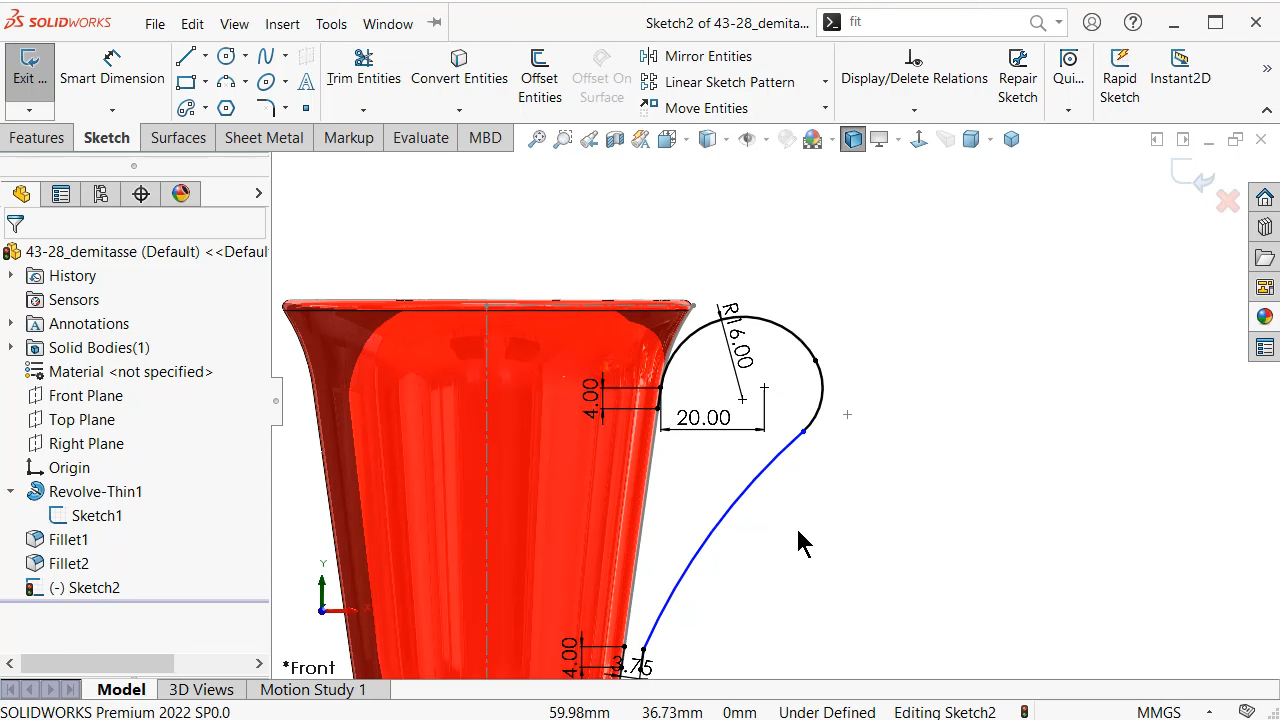 SOLIDWORKS
File
Edit
View
Insert
Tools
Window
Sketch2 of 43-28_demita...
fit
Exit ...
Smart Dimension
Trim Entities
Convert Entities
Offset
Entities
Offset On
Surface
Mirror Entities
Linear Sketch Pattern
Move Entities
Display/Delete Relations
Repair
Sketch
Qui...
Rapid
Sketch
Instant2D
Features
Sketch
Surfaces
Sheet Metal
Markup
Evaluate
MBD
43-28_demitasse (Default) <<Defaul
History
Sensors
Annotations
Solid Bodies(1)
Material <not specified>
Front Plane
Top Plane
Right Plane
Origin
Revolve-Thin1
Sketch1
Fillet1
Fillet2
(-) Sketch2
R16.00
4.00
20.00
4.00
3.75
Y
X
*Front
Model
3D Views
Motion Study 1
SOLIDWORKS Premium 2022 SP0.0
59.98mm
36.73mm
0mm
Under Defined
Editing Sketch2
MMGS